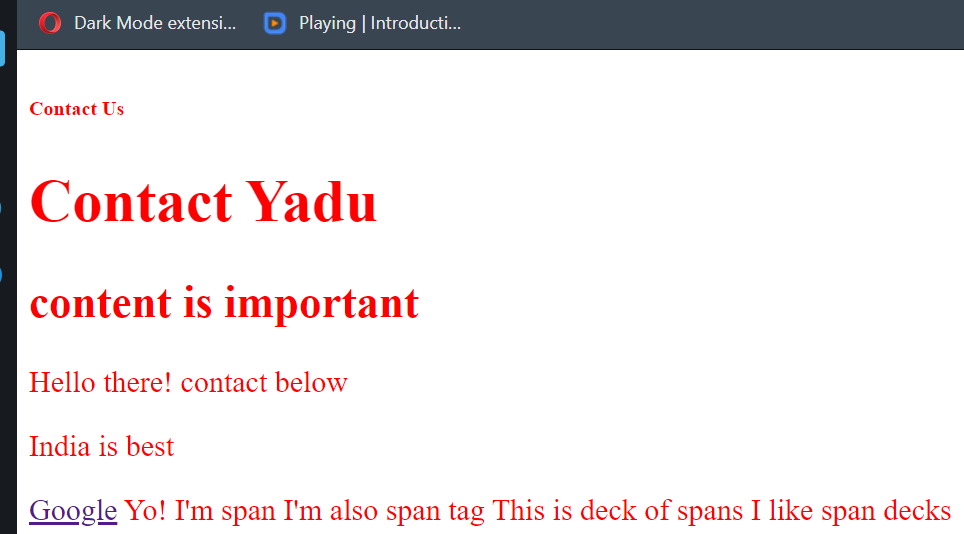 Dark Mode extensi... Playing | Introducti...
Contact Us
Contact Yadu
content is important
Hello there! contact below
India is best
Google Yo! I'm span I'm also span tag This is deck of spans I like span decks